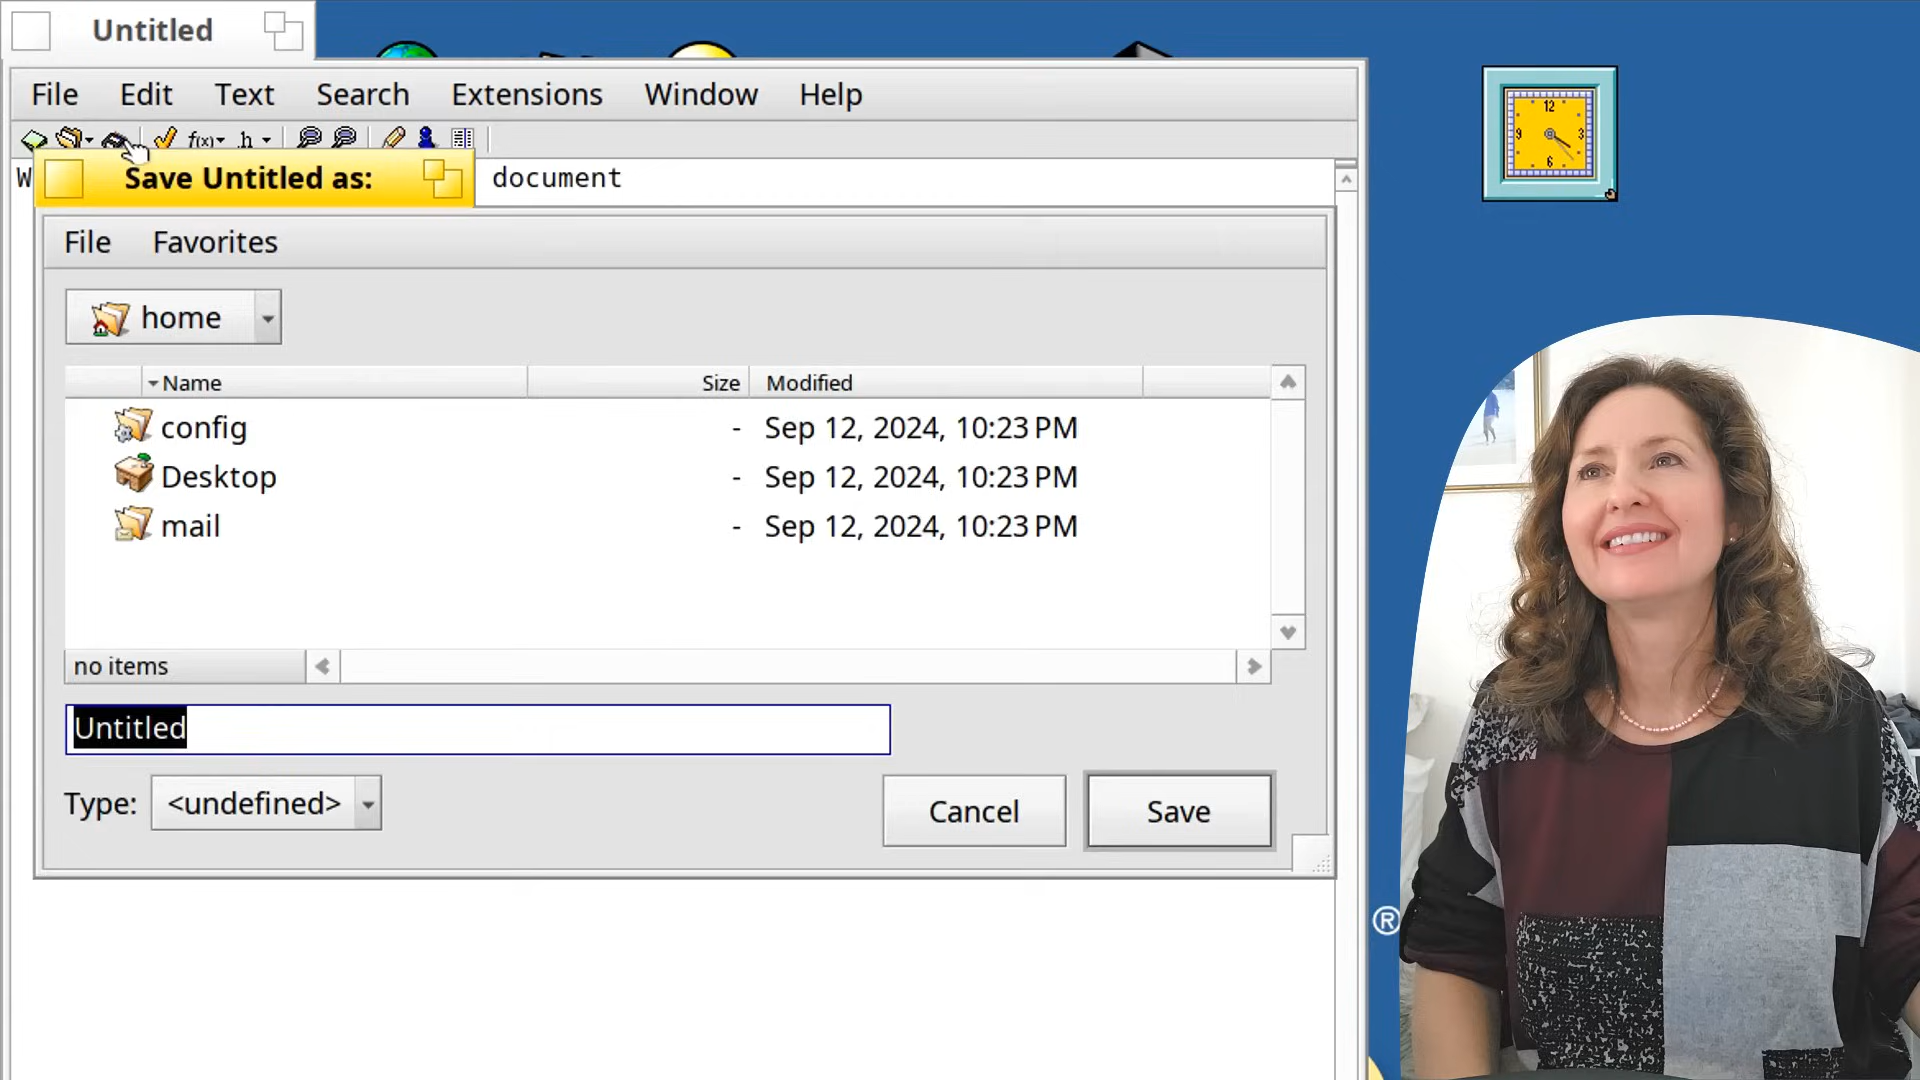 Untitled
File Edit Text Search Extensions Window Help
f(x) .h
12
3
6
9
W
document
Save Untitled as:
File Favorites
home
Name Size Modified
config - Sep 12, 2024, 10:23 PM
Desktop - Sep 12, 2024, 10:23 PM
mail - Sep 12, 2024, 10:23 PM
no items
Untitled
Type: <undefined>
Cancel Save
®